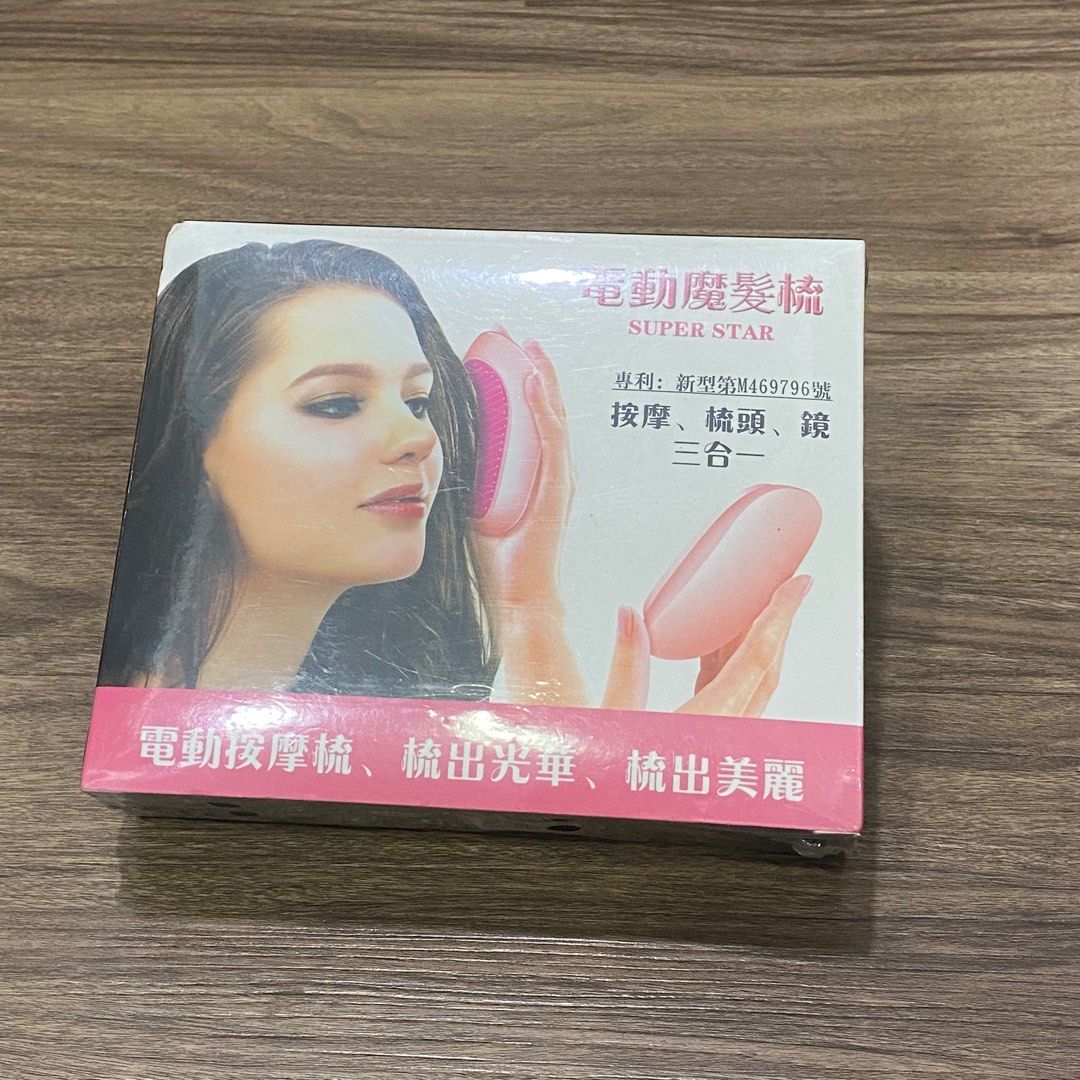 電動魔髮梳
SUPER STAR
專利：新型第M469796號
按摩、梳頭、鏡
三合一
電動按摩梳、梳出光華、梳出美麗